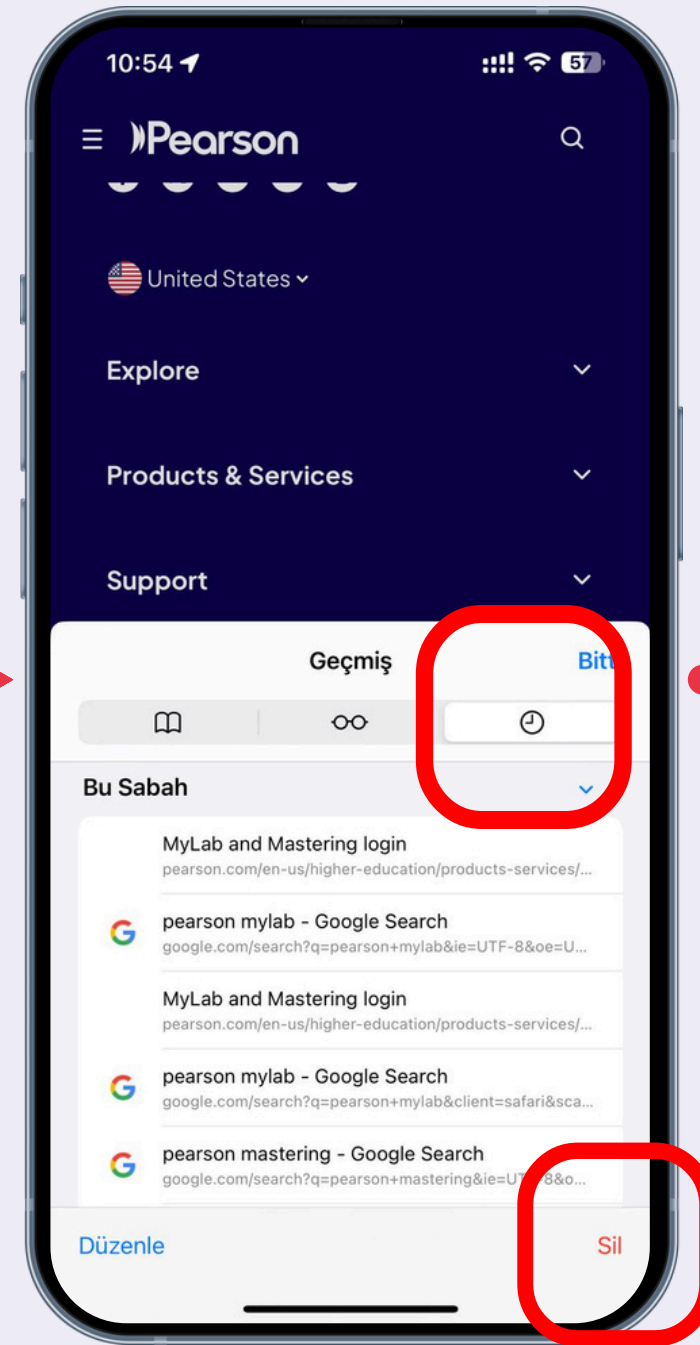 10:54
57
Pearson
United States
Explore
Products & Services
Support
Geçmiş
Bitt
Bu Sabah
MyLab and Mastering login
pearson.com/en-us/higher-education/products-services/...
pearson mylab - Google Search
google.com/search?q=pearson+mylab&ie=UTF-8&oe=U...
MyLab and Mastering login
pearson.com/en-us/higher-education/products-services/...
pearson mylab - Google Search
google.com/search?q=pearson+mylab&client=safari&sca...
pearson mastering - Google Search
google.com/search?q=pearson+mastering&ie=UT 8&o...
Düzenle
Sil